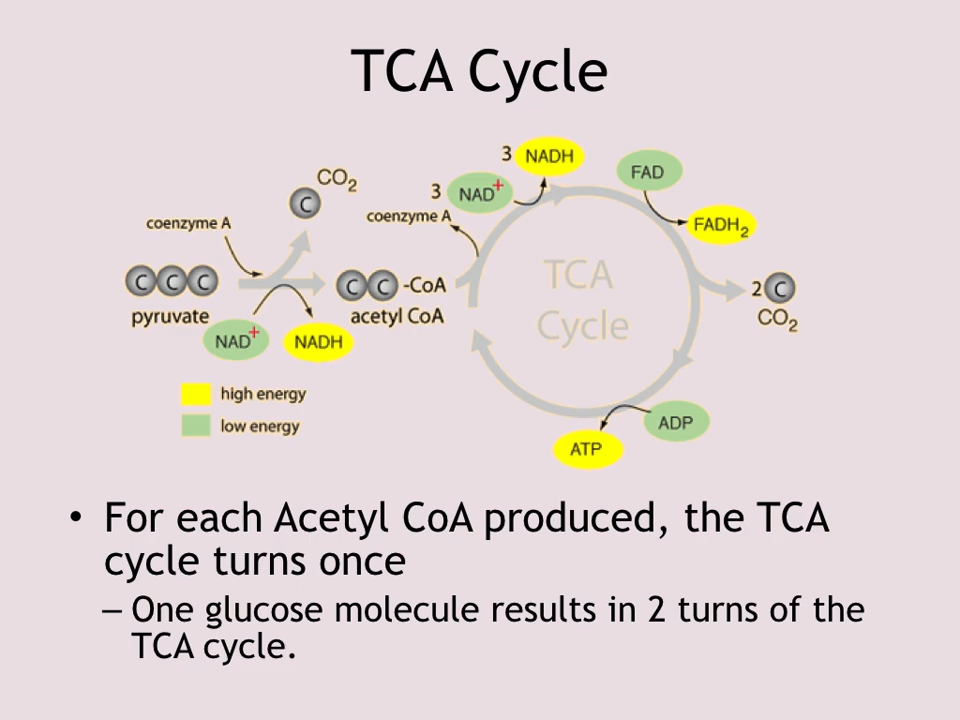 TCA Cycle
3 NADH
FAD
CO₂
C
3 NAD+
coenzyme A
coenzyme A
FADH₂
C C C
C C -CoA
TCA
Cycle
2 C
pyruvate
acetyl CoA
CO₂
NAD+
NADH
high energy
low energy
ADP
ATP
• For each Acetyl CoA produced, the TCA
cycle turns once
– One glucose molecule results in 2 turns of the
TCA cycle.